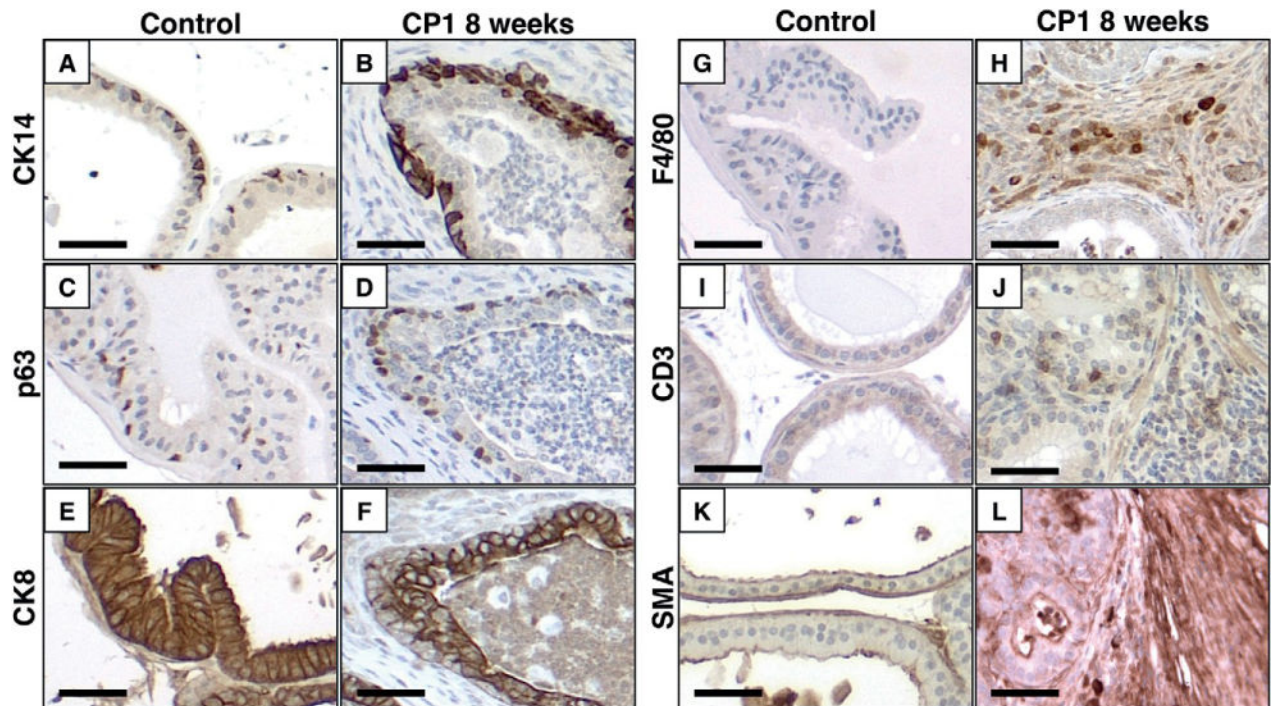 Control CP1 8 weeks Control CP1 8 weeks
CK14 A B F4/80 G H
p63 C D CD3 I J
CK8 E F SMA K L